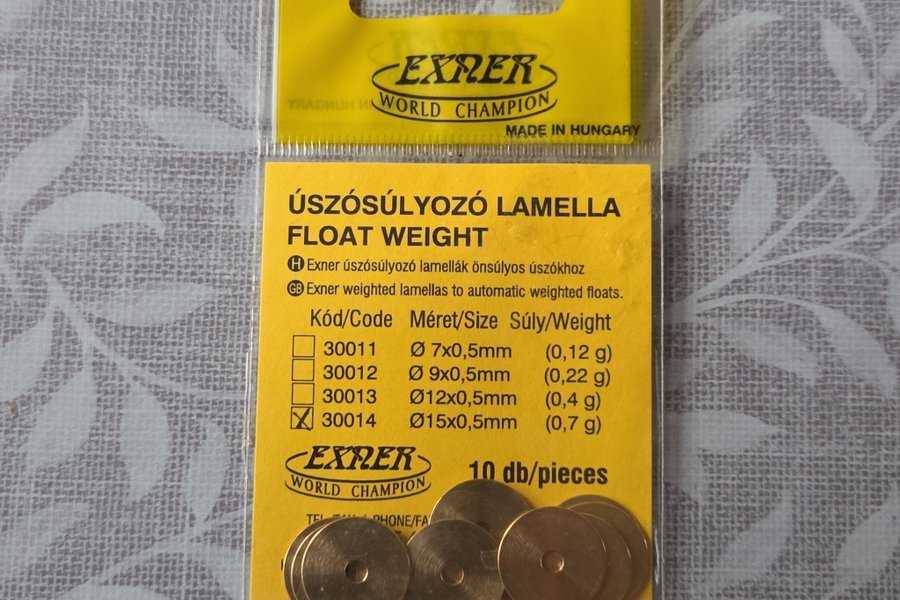 EXNER
WORLD CHAMPION
MADE IN HUNGARY
ÚSZÓSÚLYOZÓ LAMELLA
FLOAT WEIGHT
H Exner úszósúlyozó lamellák önsúlyos úszókhoz
GB Exner weighted lamellas to automatic weighted floats.
Kód/Code Méret/Size Súly/Weight
30011 Ø 7x0,5mm (0,12 g)
30012 Ø 9x0,5mm (0,22 g)
30013 Ø12x0,5mm (0,4 g)
30014 Ø15x0,5mm (0,7 g)
EXNER
WORLD CHAMPION
10 db/pieces